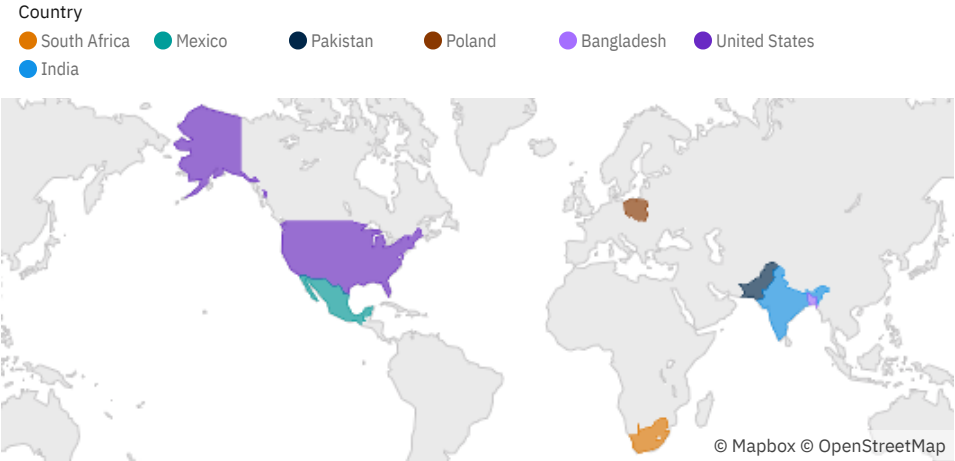 Country
South Africa Mexico Pakistan Poland Bangladesh United States
India
© Mapbox © OpenStreetMap